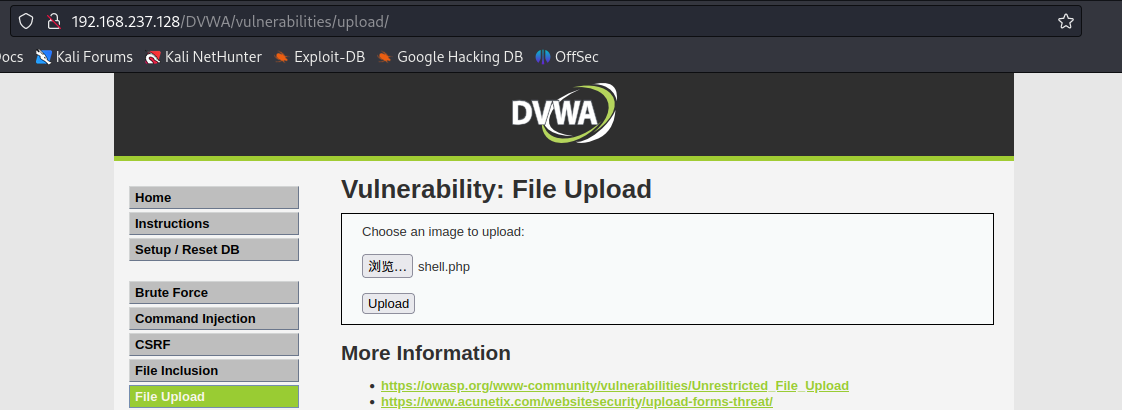 192.168.237.128/DVWA/vulnerabilities/upload/
ocs Kali Forums Kali NetHunter Exploit-DB Google Hacking DB OffSec
DVWA
Home
Instructions
Setup / Reset DB
Brute Force
Command Injection
CSRF
File Inclusion
File Upload
Vulnerability: File Upload
Choose an image to upload:
浏览… shell.php
Upload
More Information
https://owasp.org/www-community/vulnerabilities/Unrestricted_File_Upload
https://www.acunetix.com/websitesecurity/upload-forms-threat/